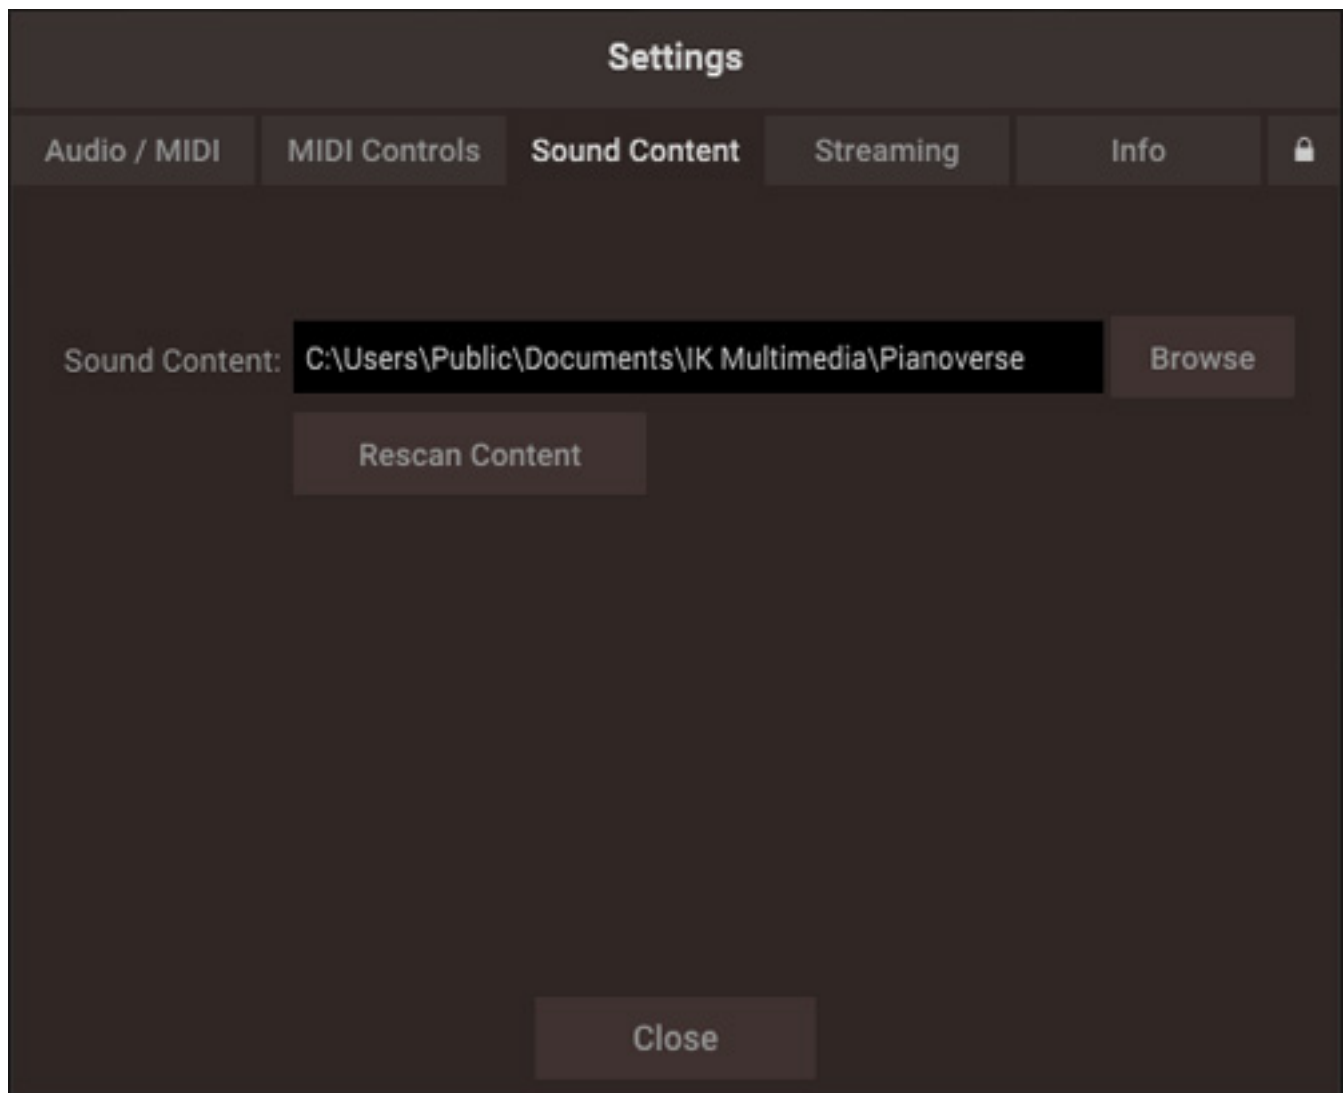 Settings
Audio / MIDI MIDI Controls Sound Content Streaming Info
Sound Content: C:\Users\Public\Documents\IK Multimedia\Pianoverse Browse
Rescan Content
Close